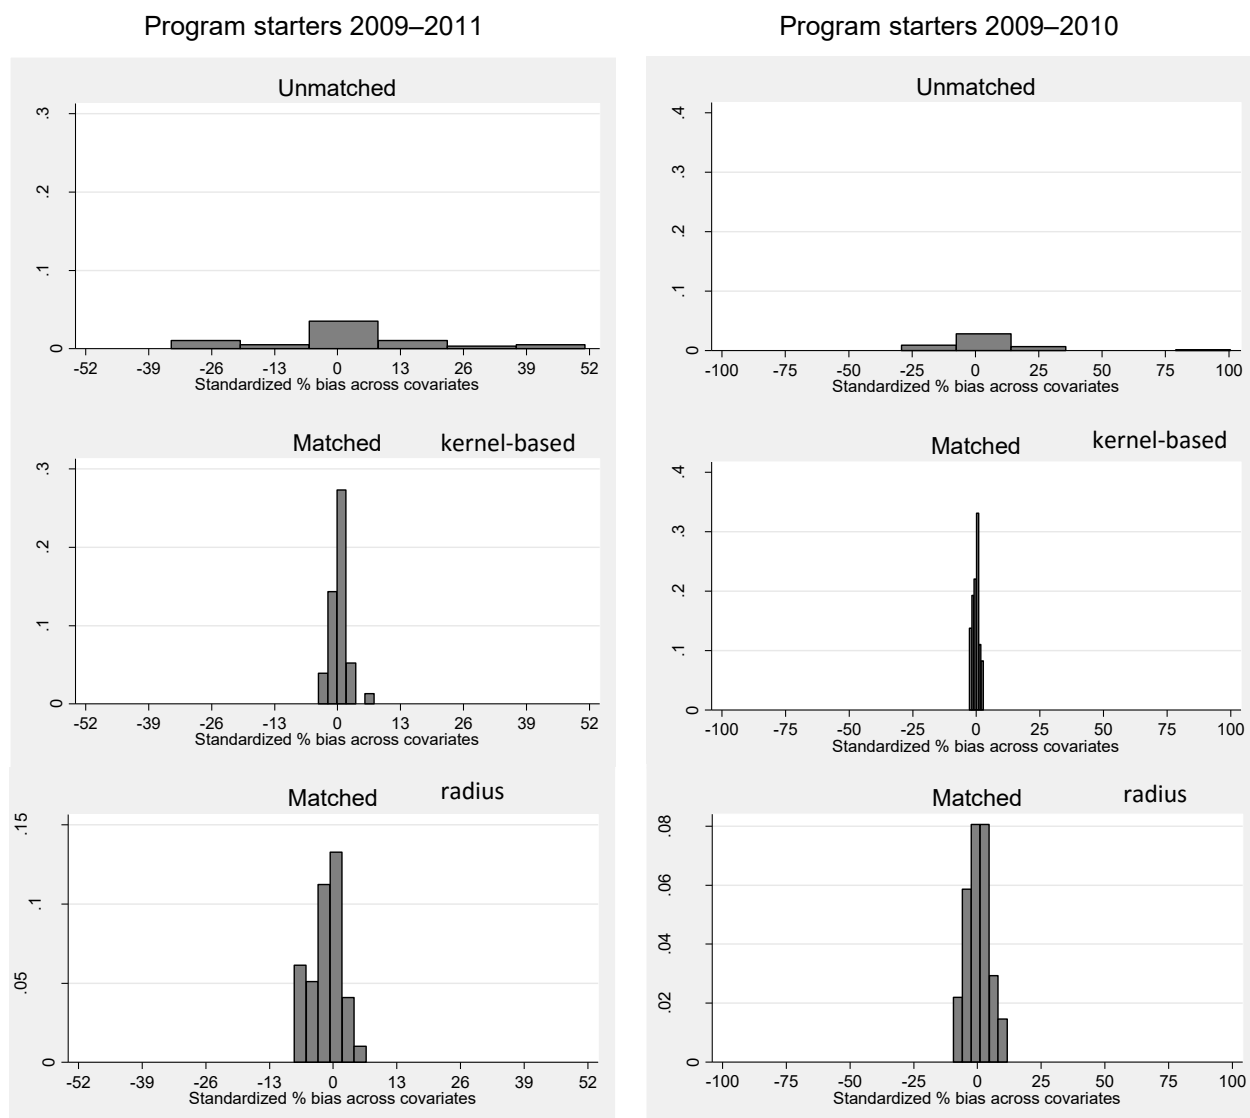 Program starters 2009–2011
Program starters 2009–2010
Unmatched
.3
.2
.1
0
-52 -39 -26 -13 0 13 26 39 52
Standardized % bias across covariates
Unmatched
.4
.3
.2
.1
0
-100 -75 -50 -25 0 25 50 75 100
Standardized % bias across covariates
Matched kernel-based
.3
.2
.1
0
-52 -39 -26 -13 0 13 26 39 52
Standardized % bias across covariates
Matched kernel-based
.4
.3
.2
.1
0
-100 -75 -50 -25 0 25 50 75 100
Standardized % bias across covariates
Matched radius
.15
.1
.05
0
-52 -39 -26 -13 0 13 26 39 52
Standardized % bias across covariates
Matched radius
.08
.06
.04
.02
0
-100 -75 -50 -25 0 25 50 75 100
Standardized % bias across covariates